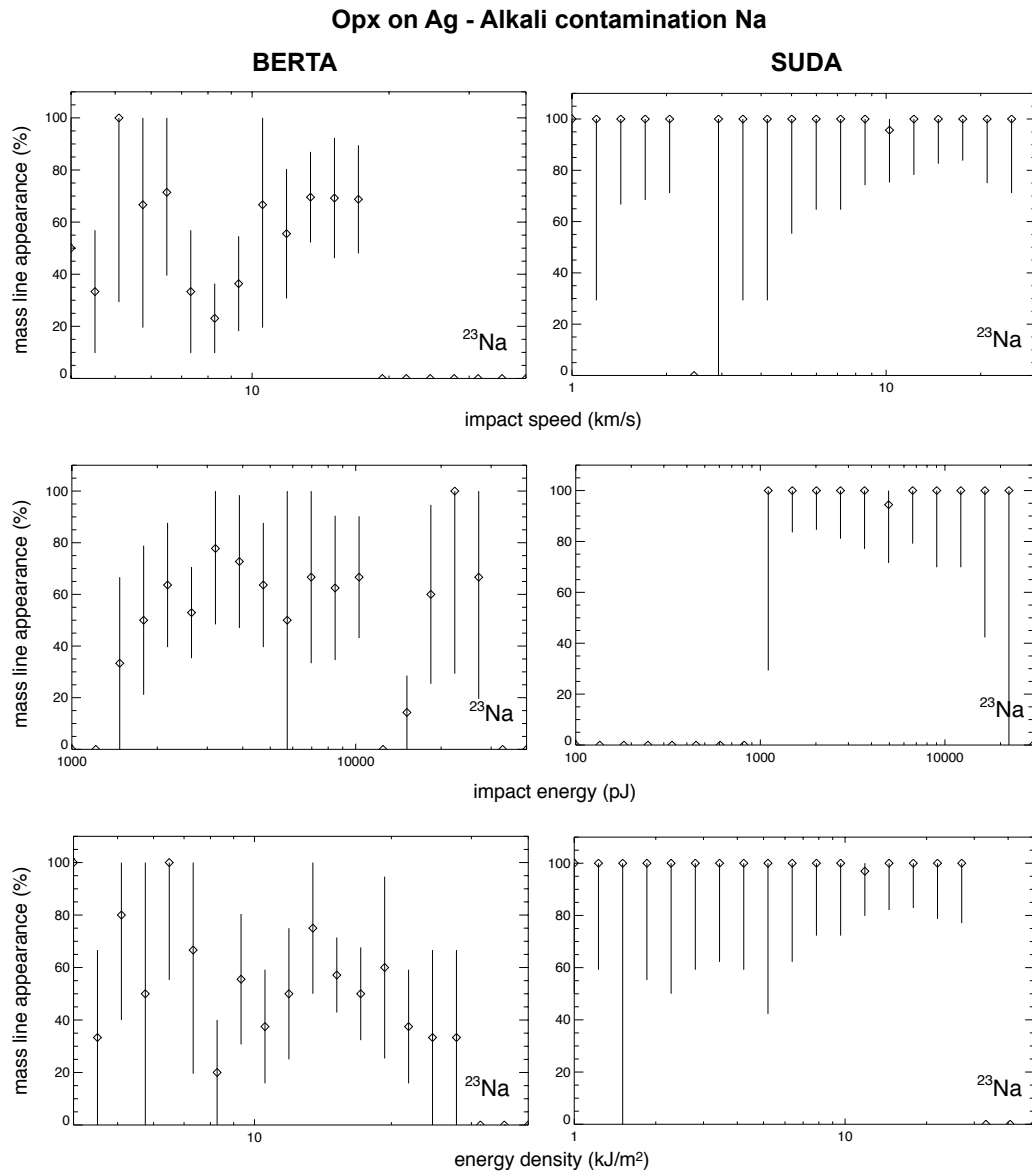 Opx on Ag - Alkali contamination Na
BERTA SUDA
mass line appearance (%)
100
80
60
40
20
0
10
²³Na
100
80
60
40
20
0
1 10
²³Na
impact speed (km/s)
mass line appearance (%)
100
80
60
40
20
0
1000 10000
²³Na
100
80
60
40
20
0
100 1000 10000
²³Na
impact energy (pJ)
mass line appearance (%)
100
80
60
40
20
0
10
²³Na
100
80
60
40
20
0
1 10
²³Na
energy density (kJ/m²)